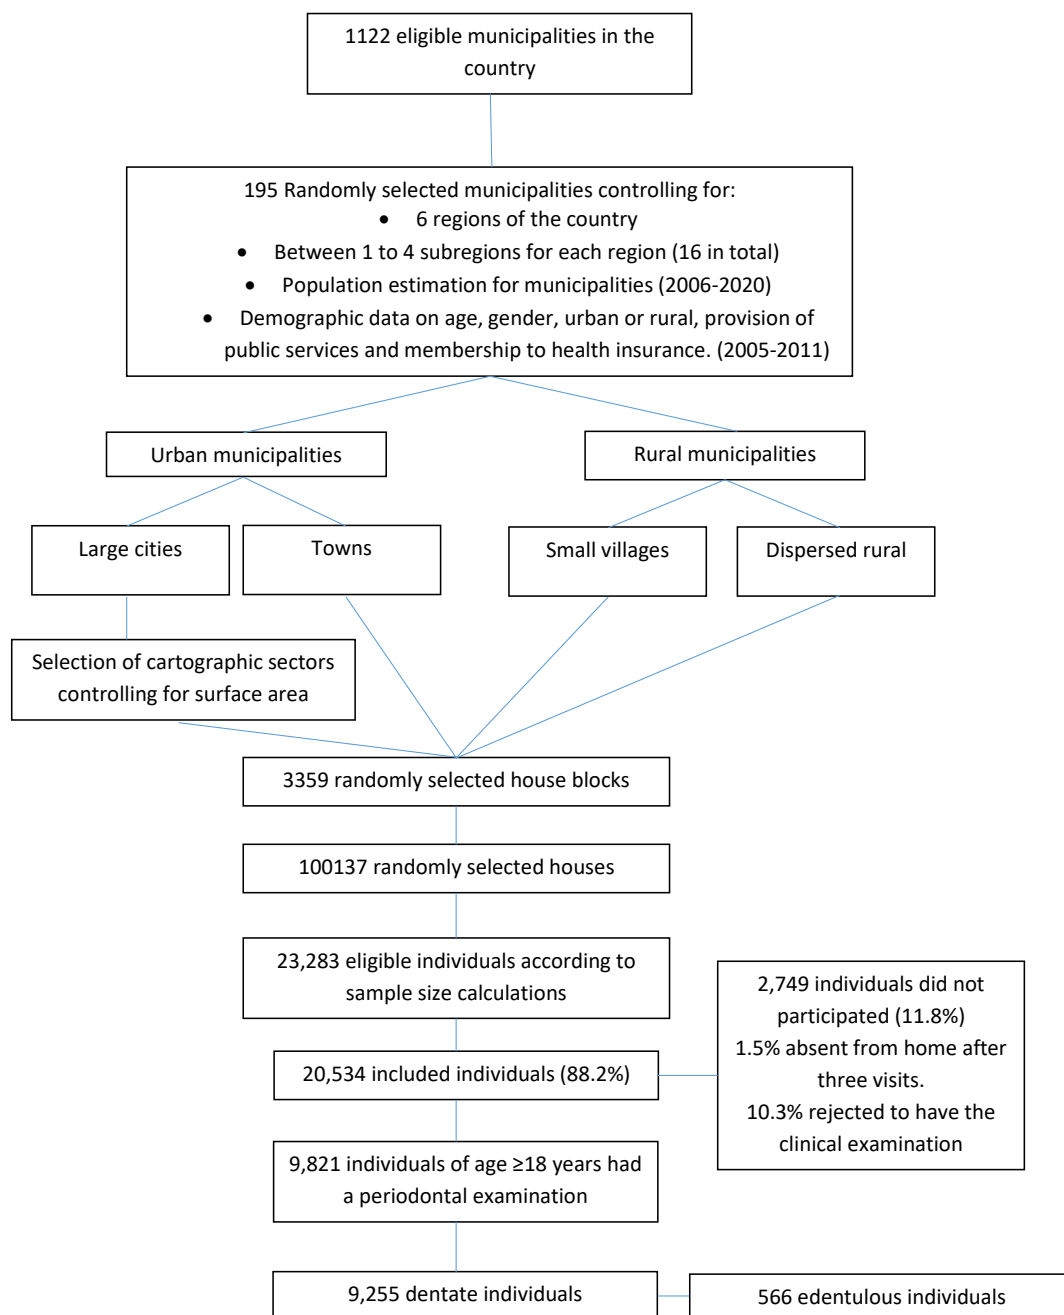 1122 eligible municipalities in the
country
195 Randomly selected municipalities controlling for:
• 6 regions of the country
• Between 1 to 4 subregions for each region (16 in total)
• Population estimation for municipalities (2006-2020)
• Demographic data on age, gender, urban or rural, provision of
public services and membership to health insurance. (2005-2011)
Urban municipalities
Rural municipalities
Large cities
Towns
Small villages
Dispersed rural
Selection of cartographic sectors
controlling for surface area
3359 randomly selected house blocks
100137 randomly selected houses
23,283 eligible individuals according to
sample size calculations
2,749 individuals did not
participated (11.8%)
1.5% absent from home after
three visits.
10.3% rejected to have the
clinical examination
20,534 included individuals (88.2%)
9,821 individuals of age ≥18 years had
a periodontal examination
9,255 dentate individuals
566 edentulous individuals